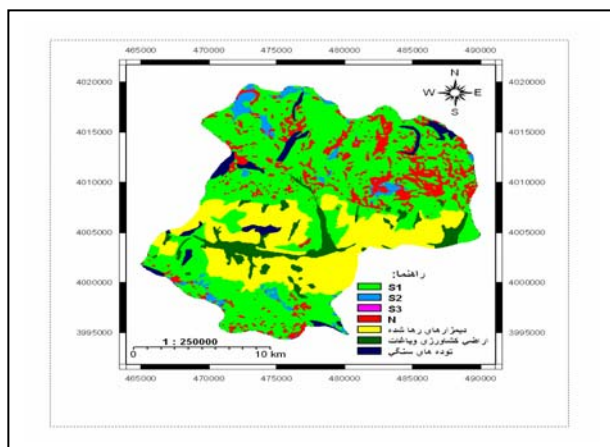 465000 470000 475000 480000 485000 490000
N
W E
S
4020000 4020000
4015000 4015000
4010000 4010000
4005000 4005000
4000000 4000000
3995000 3995000
راهنما:
S1
S2
S3
N
دیمزارهای رها شده
اراضی کشاورزی وباغات
توده های سنگی
1 : 250000
0 10 km
465000 470000 475000 480000 485000 490000